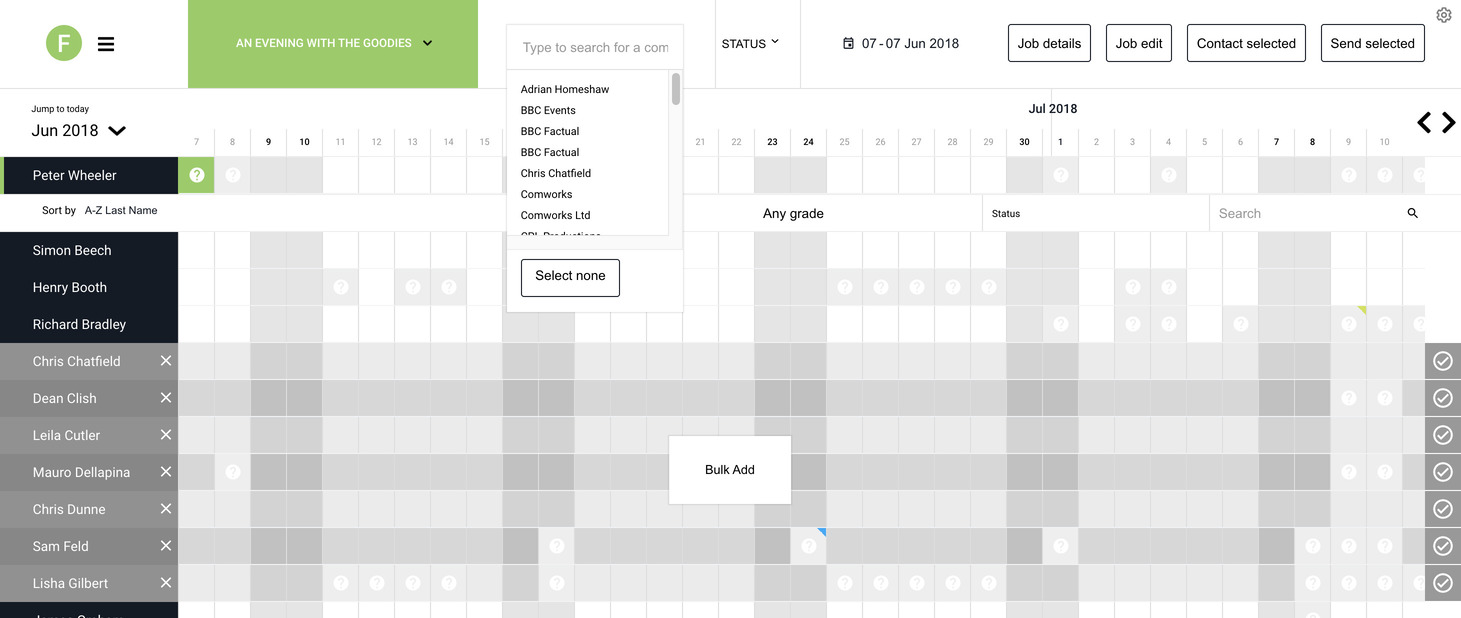 F
AN EVENING WITH THE GOODIES
Type to search for a com
STATUS
07 - 07 Jun 2018
Job details
Job edit
Contact selected
Send selected
Adrian Homeshaw
BBC Events
BBC Factual
BBC Factual
Chris Chatfield
Comworks
Comworks Ltd
Select none
Jump to today
Jun 2018
Jul 2018
7 8 9 10 11 12 13 14 15 21 22 23 24 25 26 27 28 29 30 1 2 3 4 5 6 7 8 9 10
Peter Wheeler
Sort by A-Z Last Name
Any grade
Status
Search
Simon Beech
Henry Booth
Richard Bradley
Chris Chatfield
Dean Clish
Leila Cutler
Mauro Dellapina
Bulk Add
Chris Dunne
Sam Feld
Lisha Gilbert